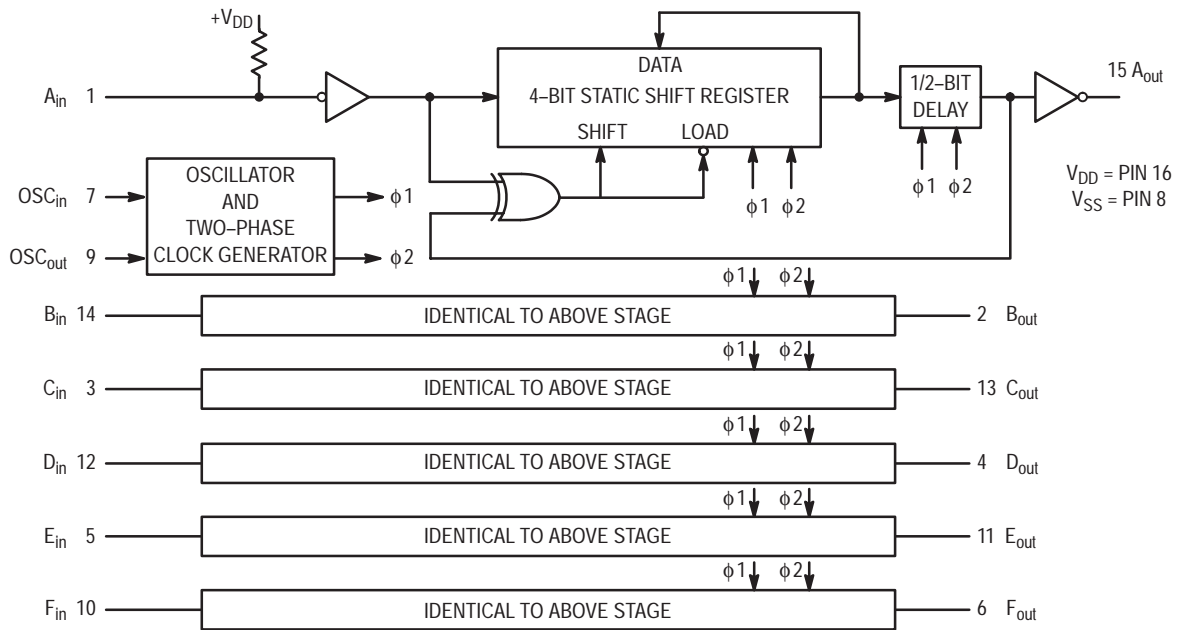 +VDD
Ain 1
DATA
4–BIT STATIC SHIFT REGISTER
SHIFT LOAD
1/2–BIT
DELAY
15 Aout
ϕ1 ϕ2
ϕ1 ϕ2
VDD = PIN 16
VSS = PIN 8
OSCin 7
OSCout 9
OSCILLATOR
AND
TWO–PHASE
CLOCK GENERATOR
ϕ1
ϕ2
ϕ1 ϕ2
Bin 14 IDENTICAL TO ABOVE STAGE 2 Bout
ϕ1 ϕ2
Cin 3 IDENTICAL TO ABOVE STAGE 13 Cout
ϕ1 ϕ2
Din 12 IDENTICAL TO ABOVE STAGE 4 Dout
ϕ1 ϕ2
Ein 5 IDENTICAL TO ABOVE STAGE 11 Eout
ϕ1 ϕ2
Fin 10 IDENTICAL TO ABOVE STAGE 6 Fout